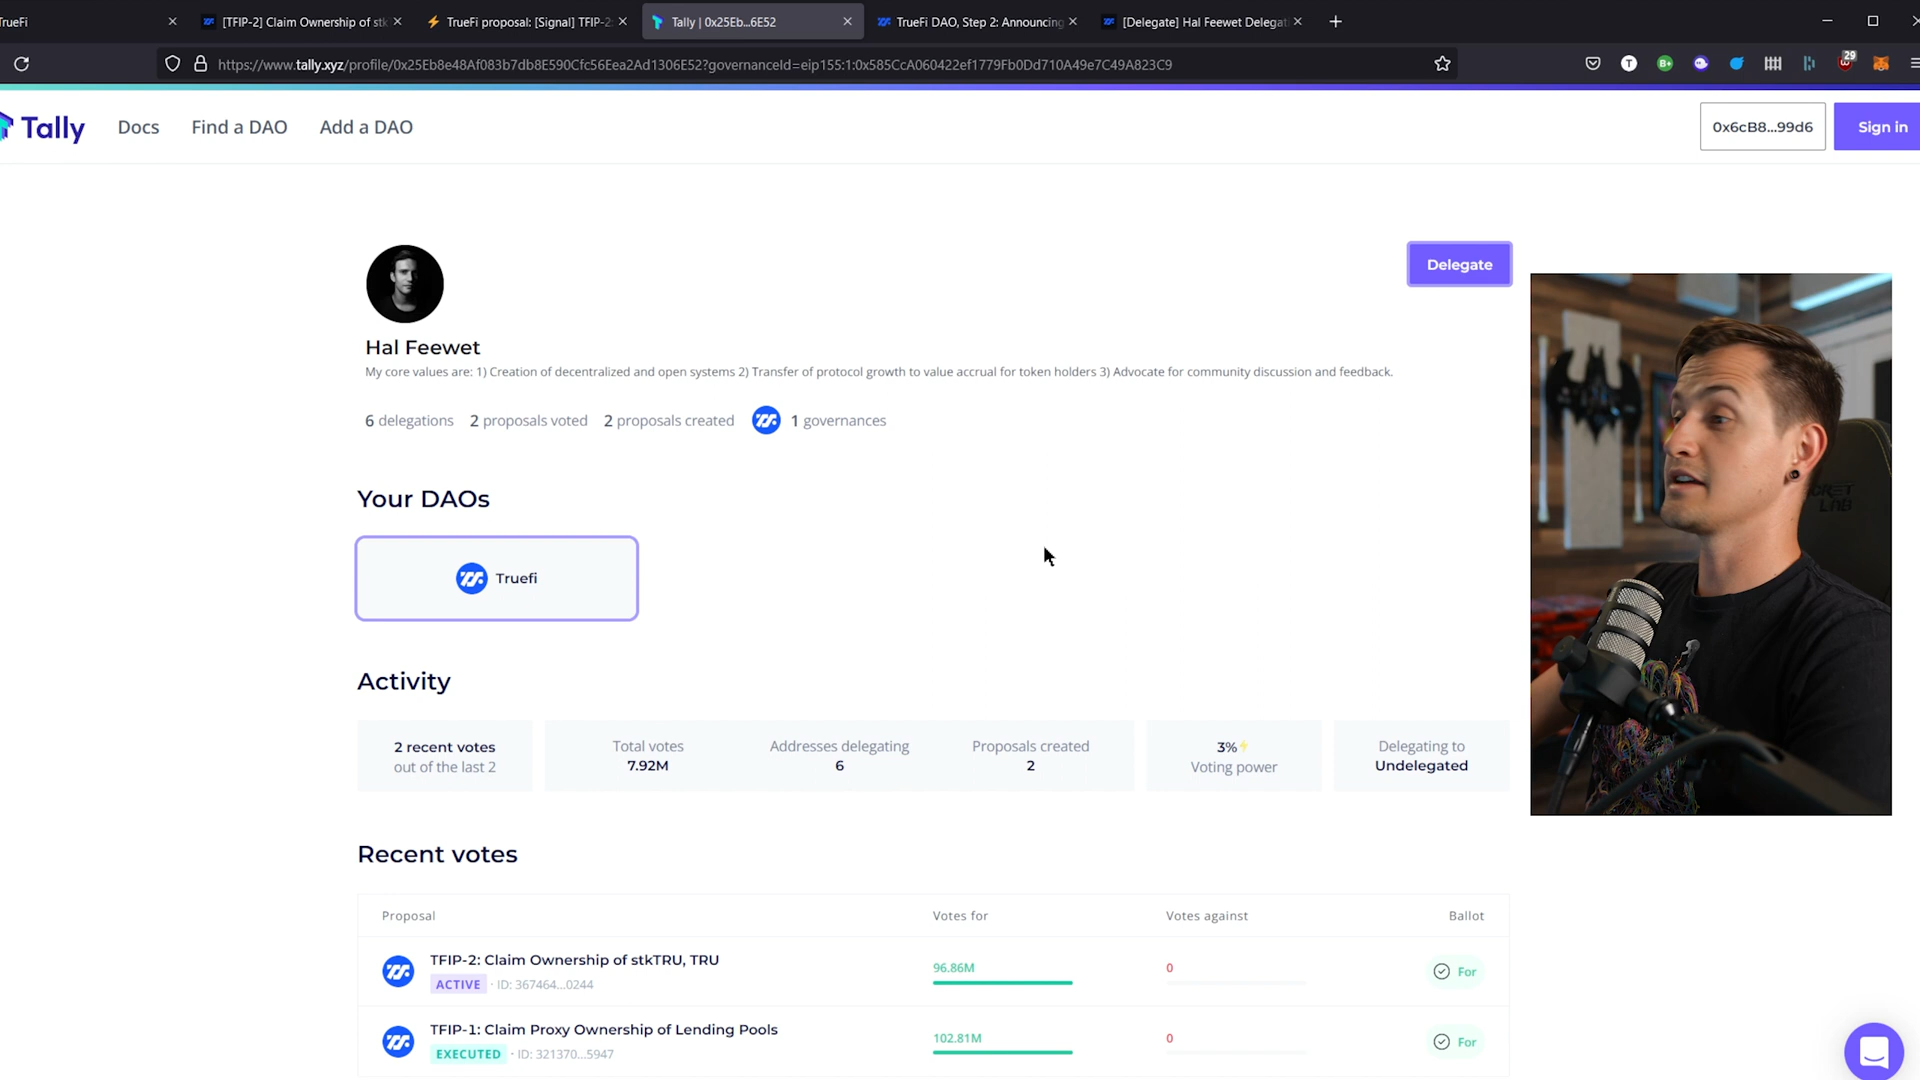 TrueFi
[TFIP-2] Claim Ownership of stk
TrueFi proposal: [Signal] TFIP-2:
Tally | 0x25Eb...6E52
TrueFi DAO, Step 2: Announcing
[Delegate] Hal Feewet Delegat
https://www.tally.xyz/profile/0x25Eb8e48Af083b7db8E590Cfc56Eea2Ad1306E52?governanceId=eip155:1:0x585CcA060422ef1779Fb0Dd710A49e7C49A823C9
T
B+
29
Tally
Docs
Find a DAO
Add a DAO
0x6cB8...99d6
Sign in
Delegate
Hal Feewet
My core values are: 1) Creation of decentralized and open systems 2) Transfer of protocol growth to value accrual for token holders 3) Advocate for community discussion and feedback.
6 delegations 2 proposals voted 2 proposals created 1 governances
Your DAOs
Truefi
Activity
2 recent votes
out of the last 2
Total votes
7.92M
Addresses delegating
6
Proposals created
2
3%
Voting power
Delegating to
Undelegated
Recent votes
Proposal
Votes for
Votes against
Ballot
TFIP-2: Claim Ownership of stkTRU, TRU
96.86M
0
For
ACTIVE · ID: 367464...0244
TFIP-1: Claim Proxy Ownership of Lending Pools
102.81M
0
For
EXECUTED · ID: 321370...5947